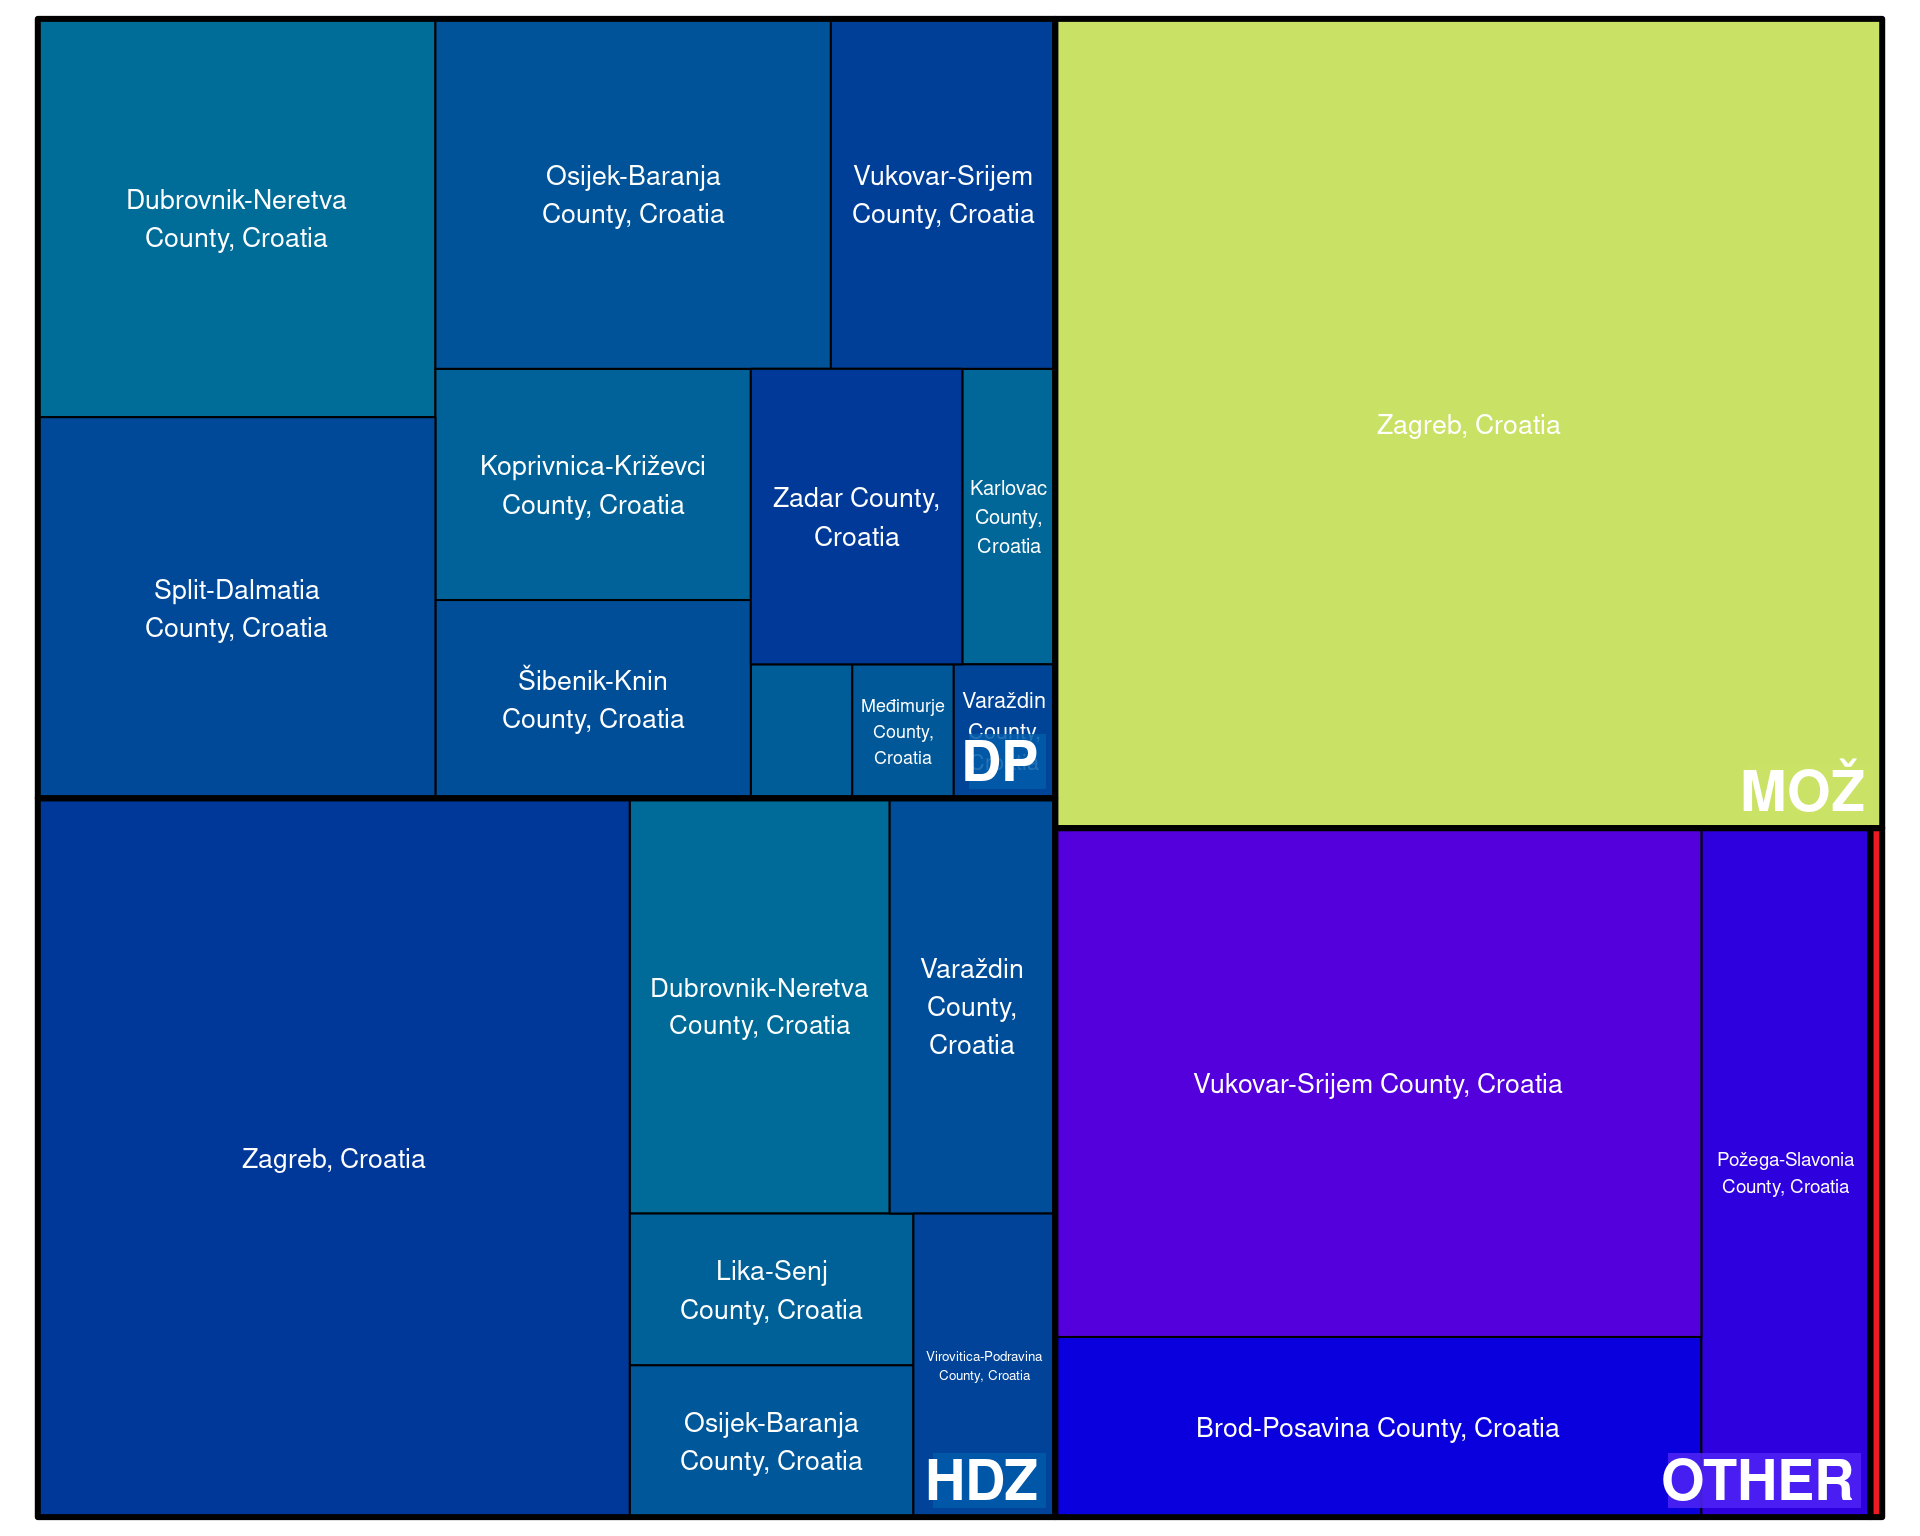 Dubrovnik-Neretva
County, Croatia
Osijek-Baranja
County, Croatia
Vukovar-Srijem
County, Croatia
Split-Dalmatia
County, Croatia
Koprivnica-Križevci
County, Croatia
Šibenik-Knin
County, Croatia
Zadar County,
Croatia
Karlovac
County,
Croatia
Međimurje
County,
Croatia
Varaždin
County,
Croatia
DP
Zagreb, Croatia
MOŽ
Zagreb, Croatia
Dubrovnik-Neretva
County, Croatia
Varaždin
County,
Croatia
Lika-Senj
County, Croatia
Osijek-Baranja
County, Croatia
Virovitica-Podravina
County, Croatia
HDZ
Vukovar-Srijem County, Croatia
Požega-Slavonia
County, Croatia
Brod-Posavina County, Croatia
OTHER